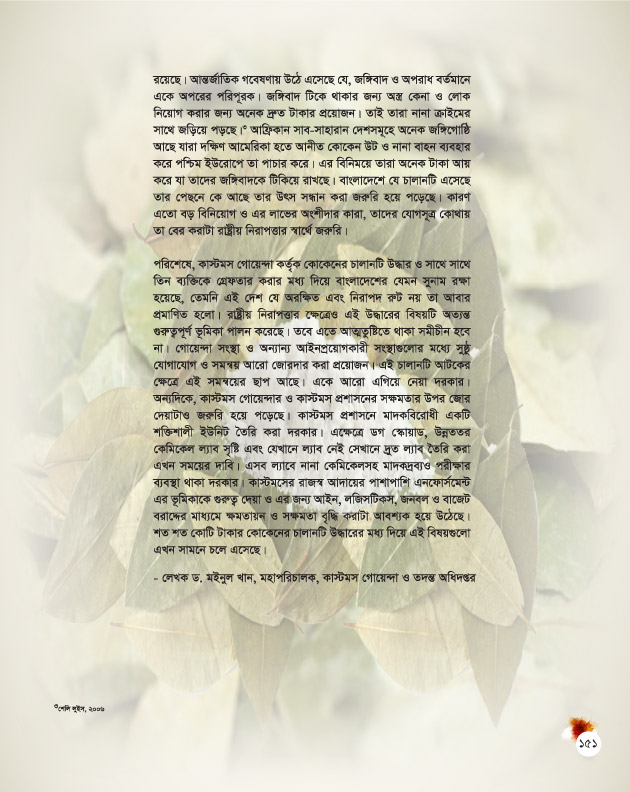 রয়েছে। আন্তর্জাতিক গবেষণায় উঠে এসেছে যে, জঙ্গিবাদ ও অপরাধ বর্তমানে
একে অপরের পরিপূরক। জঙ্গিবাদ টিকে থাকার জন্য অস্ত্র কেনা ও লোক
নিয়োগ করার জন্য অনেক দ্রুত টাকার প্রয়োজন। তাই তারা নানা ক্রাইমের
সাথে জড়িয়ে পড়ছে।৩ আফ্রিকান সাব-সাহারান দেশসমূহে অনেক জঙ্গিগোষ্ঠি
আছে যারা দক্ষিণ আমেরিকা হতে আনীত কোকেন উট ও নানা বাহন ব্যবহার
করে পশ্চিম ইউরোপে তা পাচার করে। এর বিনিময়ে তারা অনেক টাকা আয়
করে যা তাদের জঙ্গিবাদকে টিকিয়ে রাখছে। বাংলাদেশে যে চালানটি এসেছে
তার পেছনে কে আছে তার উৎস সন্ধান করা জরুরি হয়ে পড়েছে। কারণ
এতো বড় বিনিয়োগ ও এর লাভের অংশীদার কারা, তাদের যোগসূত্র কোথায়
তা বের করাটা রাষ্ট্রীয় নিরাপত্তার স্বার্থে জরুরি।
পরিশেষে, কাস্টমস গোয়েন্দা কর্তৃক কোকেনের চালানটি উদ্ধার ও সাথে সাথে
তিন ব্যক্তিকে গ্রেফতার করার মধ্য দিয়ে বাংলাদেশের যেমন সুনাম রক্ষা
হয়েছে, তেমনি এই দেশ যে অরক্ষিত এবং নিরাপদ রুট নয় তা আবার
প্রমাণিত হলো। রাষ্ট্রীয় নিরাপত্তার ক্ষেত্রেও এই উদ্ধারের বিষয়টি অত্যন্ত
গুরুত্বপূর্ণ ভূমিকা পালন করেছে। তবে এতে আত্মতুষ্টিতে থাকা সমীচীন হবে
না। গোয়েন্দা সংস্থা ও অন্যান্য আইনপ্রয়োগকারী সংস্থাগুলোর মধ্যে সুষ্ঠু
যোগাযোগ ও সমন্বয় আরো জোরদার করা প্রয়োজন। এই চালানটি আটকের
ক্ষেত্রে এই সমন্বয়ের ছাপ আছে। একে আরো এগিয়ে নেয়া দরকার।
অন্যদিকে, কাস্টমস গোয়েন্দার ও কাস্টমস প্রশাসনের সক্ষমতার উপর জোর
দেয়াটাও জরুরি হয়ে পড়েছে। কাস্টমস প্রশাসনে মাদকবিরোধী একটি
শক্তিশালী ইউনিট তৈরি করা দরকার। এক্ষেত্রে ডগ স্কোয়াড, উন্নততর
কেমিকেল ল্যাব সৃষ্টি এবং যেখানে ল্যাব নেই সেখানে দ্রুত ল্যাব তৈরি করা
এখন সময়ের দাবি। এসব ল্যাবে নানা কেমিকেলসহ মাদকদ্রব্যও পরীক্ষার
ব্যবস্থা থাকা দরকার। কাস্টমসের রাজস্ব আদায়ের পাশাপাশি এনফোর্সমেন্ট
এর ভূমিকাকে গুরুত্ব দেয়া ও এর জন্য আইন, লজিসটিকস, জনবল ও বাজেট
বরাদ্দের মাধ্যমে ক্ষমতায়ন ও সক্ষমতা বৃদ্ধি করাটা আবশ্যক হয়ে উঠেছে।
শত শত কোটি টাকার কোকেনের চালানটি উদ্ধারের মধ্য দিয়ে এই বিষয়গুলো
এখন সামনে চলে এসেছে।
- লেখক ড. মইনুল খান, মহাপরিচালক, কাস্টমস গোয়েন্দা ও তদন্ত অধিদপ্তর
৩শেলি লুইস, ২০০৬
১৫১